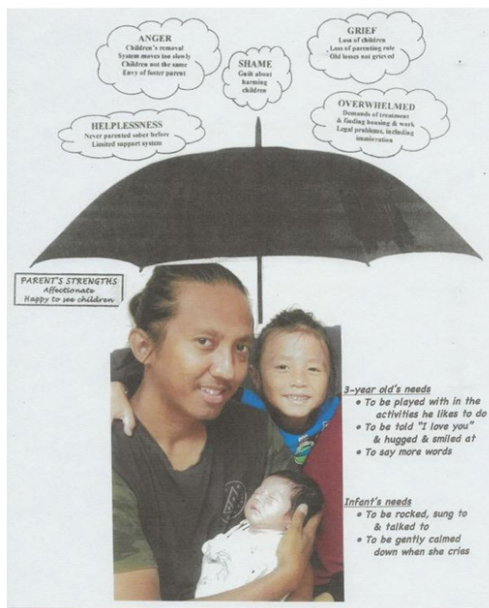 ANGER
Children's removal
System moves too slowly
Children not the same
Envy of foster parent
SHAME
Guilt about
harming
children
GRIEF
Loss of children
Loss of parenting role
Old losses not grieved
HELPLESSNESS
Never parented sober before
Limited support system
OVERWHELMED
Demands of treatment
& finding housing & work
Legal problems, including
immigration
PARENT'S STRENGTHS
Affectionate
Happy to see children
3-year old's needs
• To be played with in the
activities he likes to do
• To be told "I love you"
& hugged & smiled at
• To say more words
Infant's needs
• To be rocked, sung to
& talked to
• To be gently calmed
down when she cries